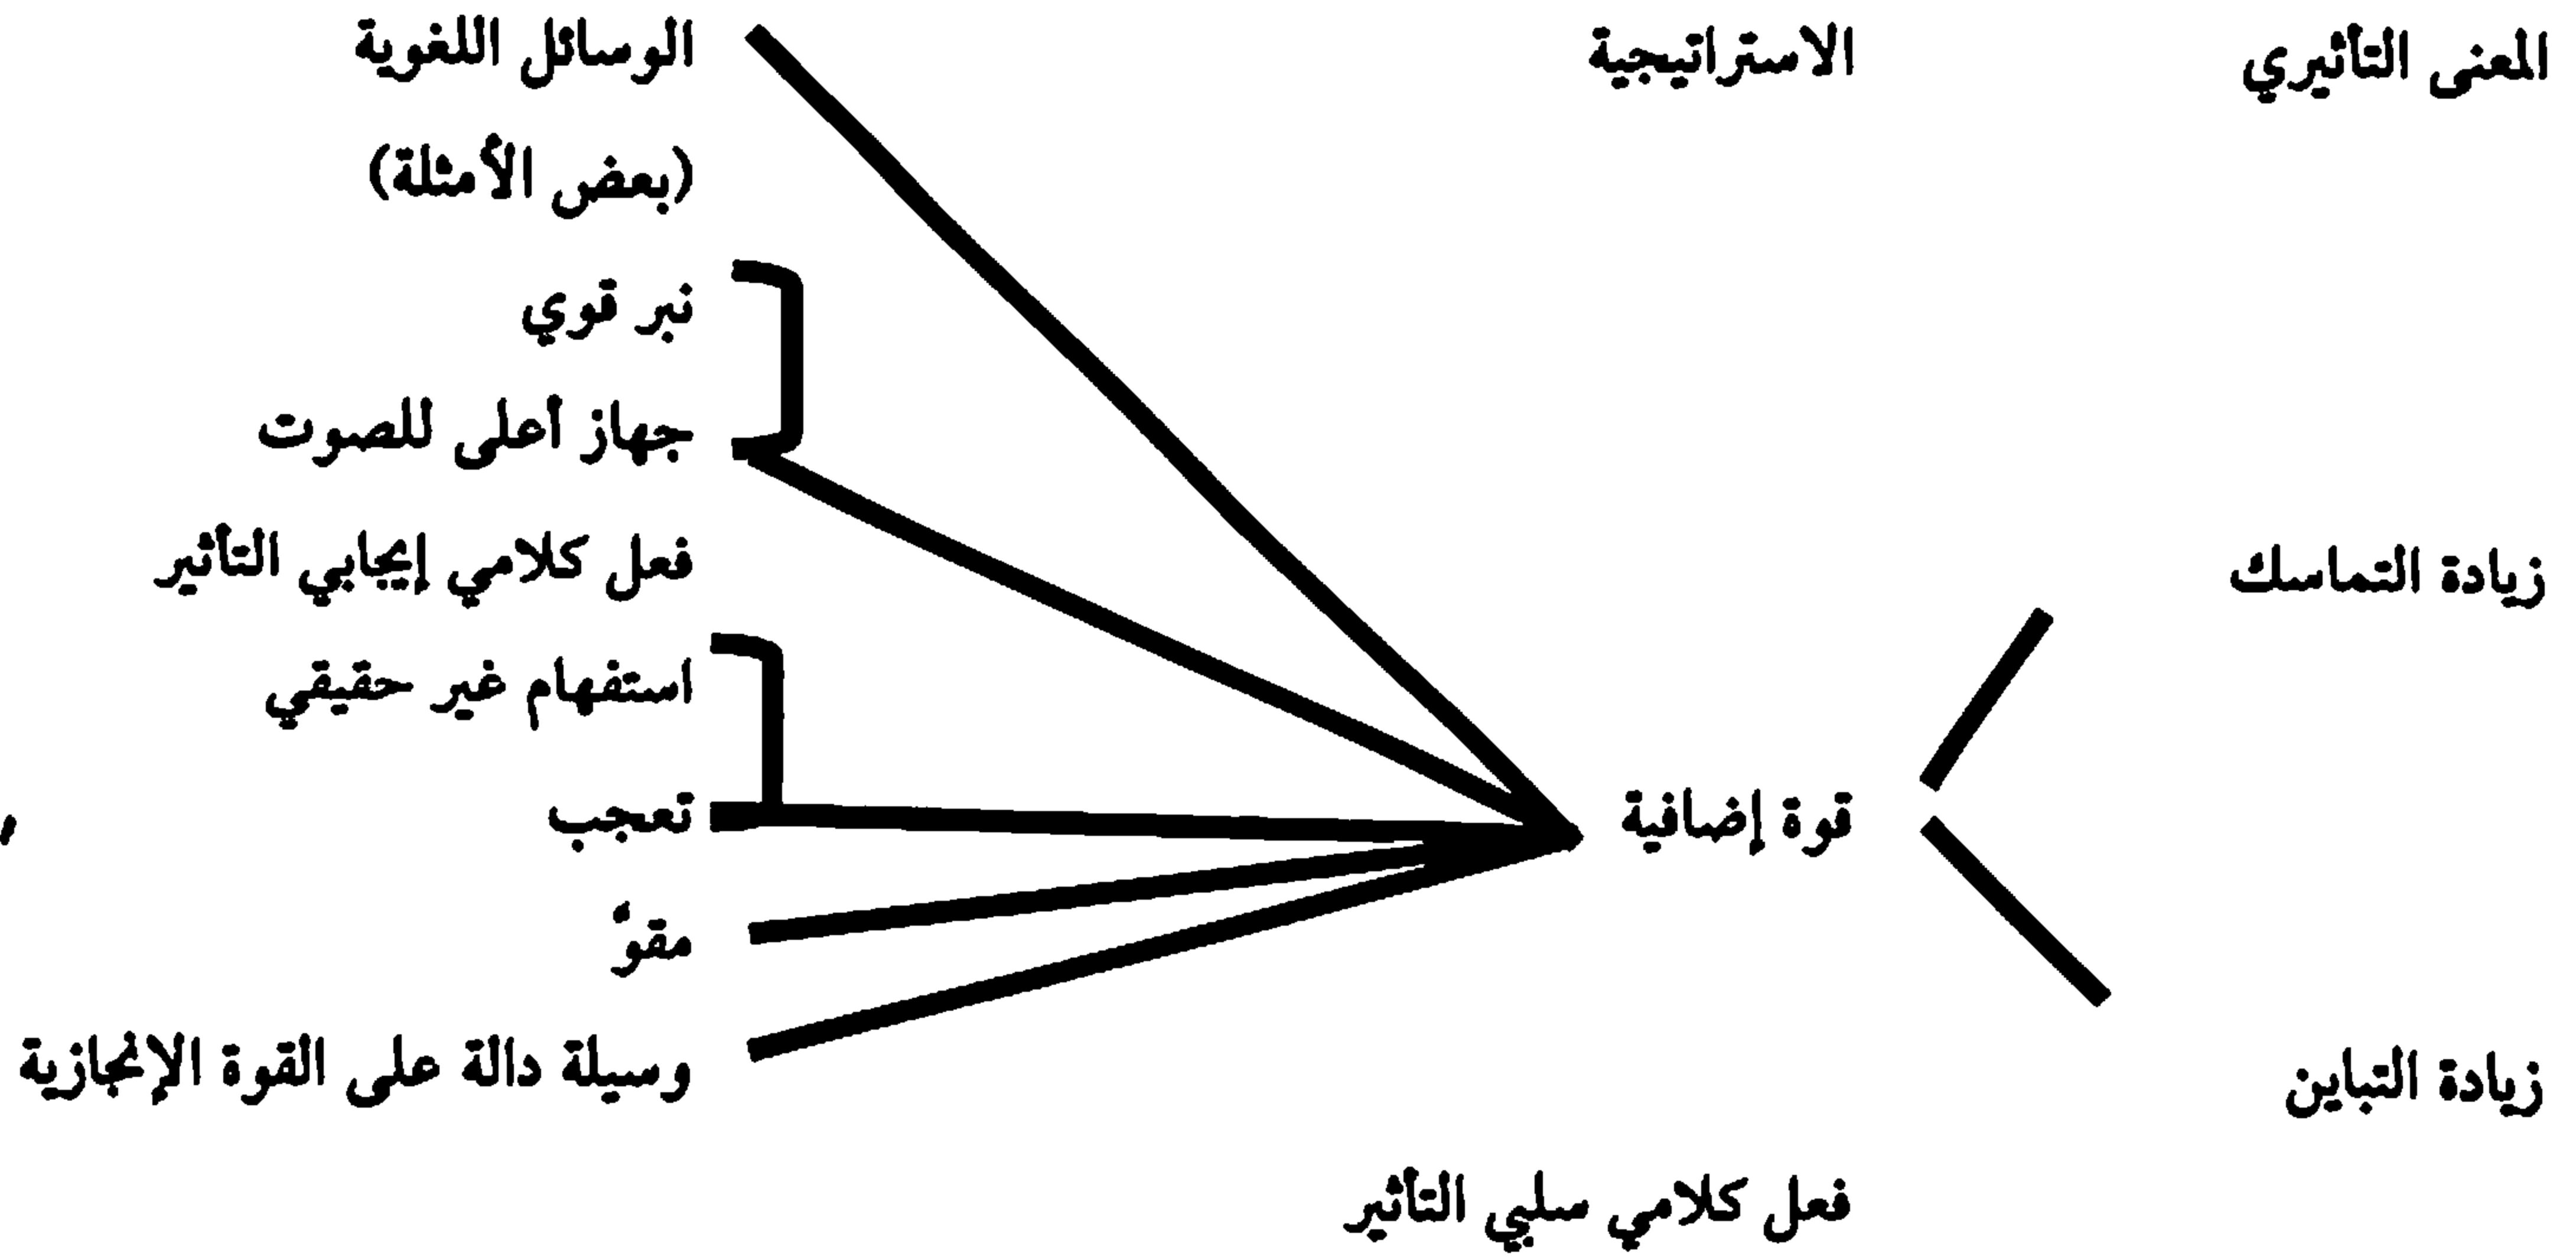 المعنى التأثيري
الاستراتيجية
الوسائل اللغوية
(بعض الأمثلة)
نبر قوي
جهاز أعلى للصوت
زيادة التماسك
فعل كلامي إيجابي التأثير
استفهام غير حقيقي
قوة إضافية
تعجب
مقوٌ
زيادة التباين
وسيلة دالة على القوة الإنجازية
فعل كلامي سلبي التأثير